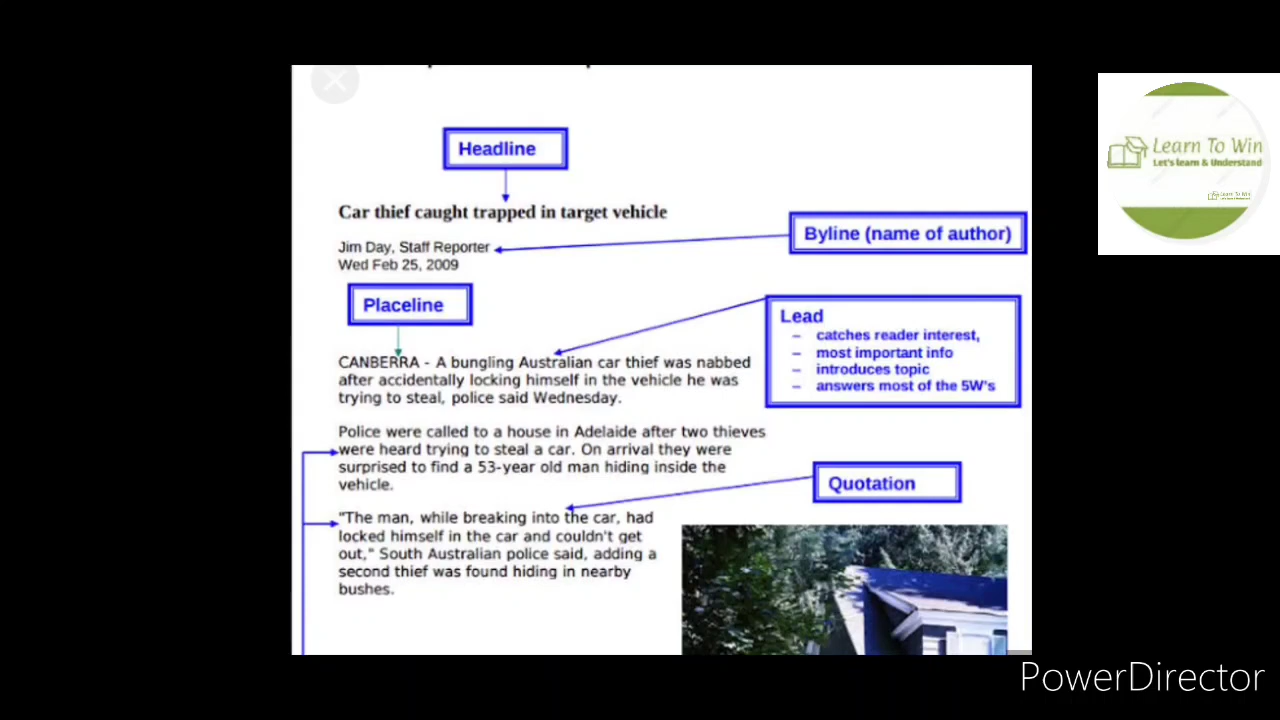 Headline
Car thief caught trapped in target vehicle
Byline (name of author)
Jim Day, Staff Reporter
Wed Feb 25, 2009
Placeline
Lead
– catches reader interest,
– most important info
– introduces topic
– answers most of the 5W's
CANBERRA - A bungling Australian car thief was nabbed
after accidentally locking himself in the vehicle he was
trying to steal, police said Wednesday.
Police were called to a house in Adelaide after two thieves
were heard trying to steal a car. On arrival they were
surprised to find a 53-year old man hiding inside the
vehicle.
Quotation
"The man, while breaking into the car, had
locked himself in the car and couldn't get
out," South Australian police said, adding a
second thief was found hiding in nearby
bushes.
Learn To Win
Let's learn & Understand
Learn To Win
PowerDirector